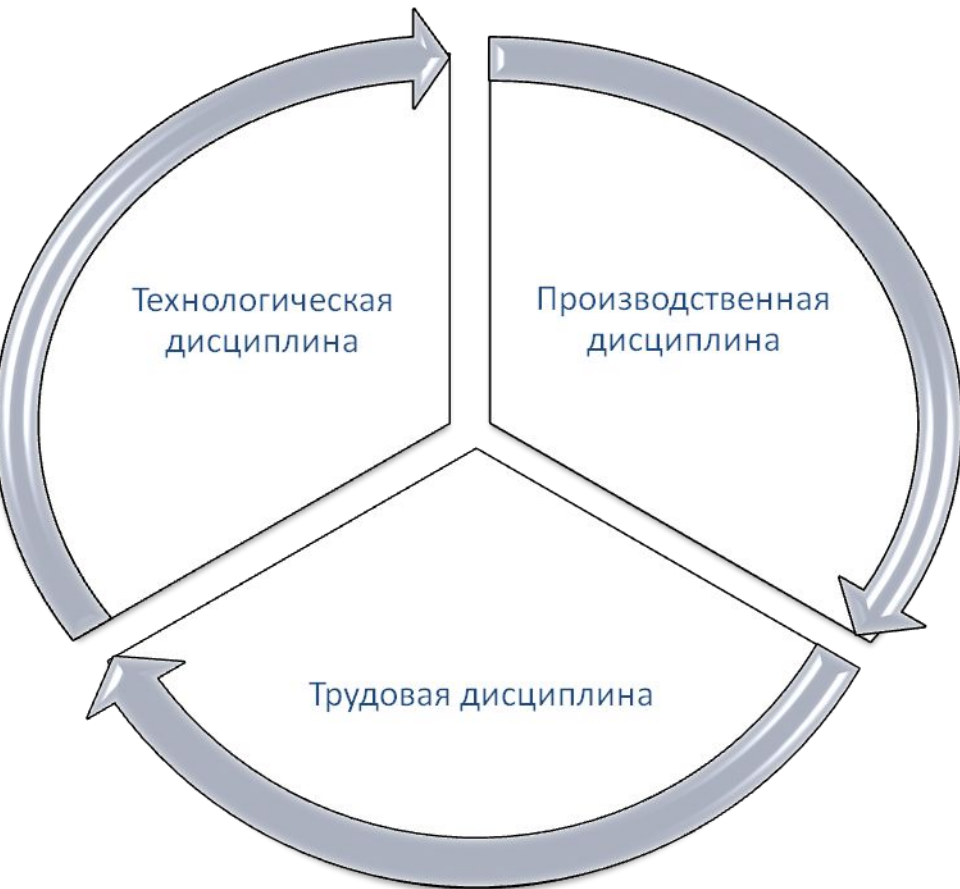 Технологическая
дисциплина
Производственная
дисциплина
Трудовая дисциплина